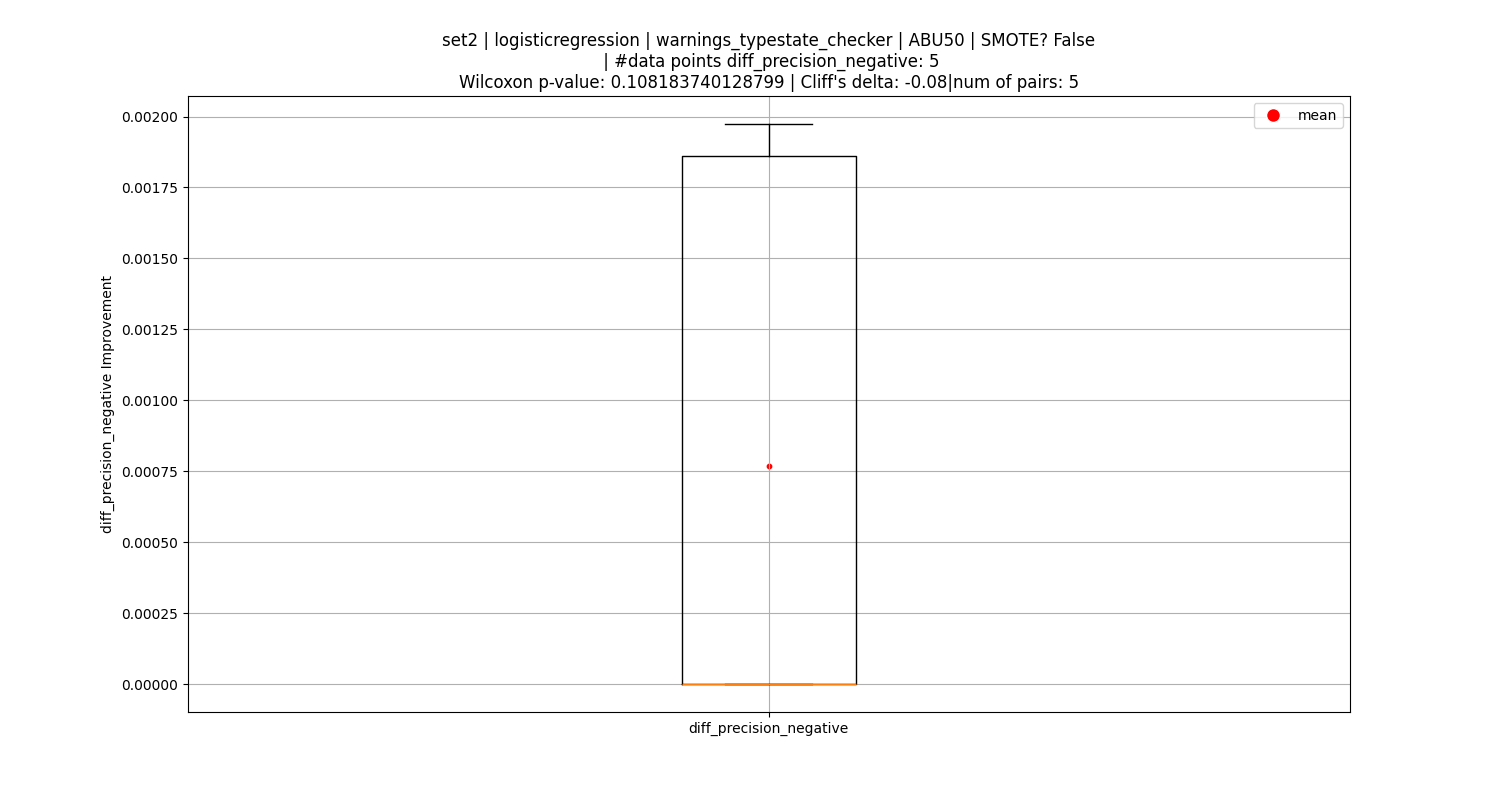 set2 | logisticregression | warnings_typestate_checker | ABU50 | SMOTE? False
| #data points diff_precision_negative: 5
Wilcoxon p-value: 0.108183740128799 | Cliff's delta: -0.08|num of pairs: 5
mean
0.00200
0.00175
0.00150
0.00125
0.00100
0.00075
0.00050
0.00025
0.00000
diff_precision_negative Improvement
diff_precision_negative